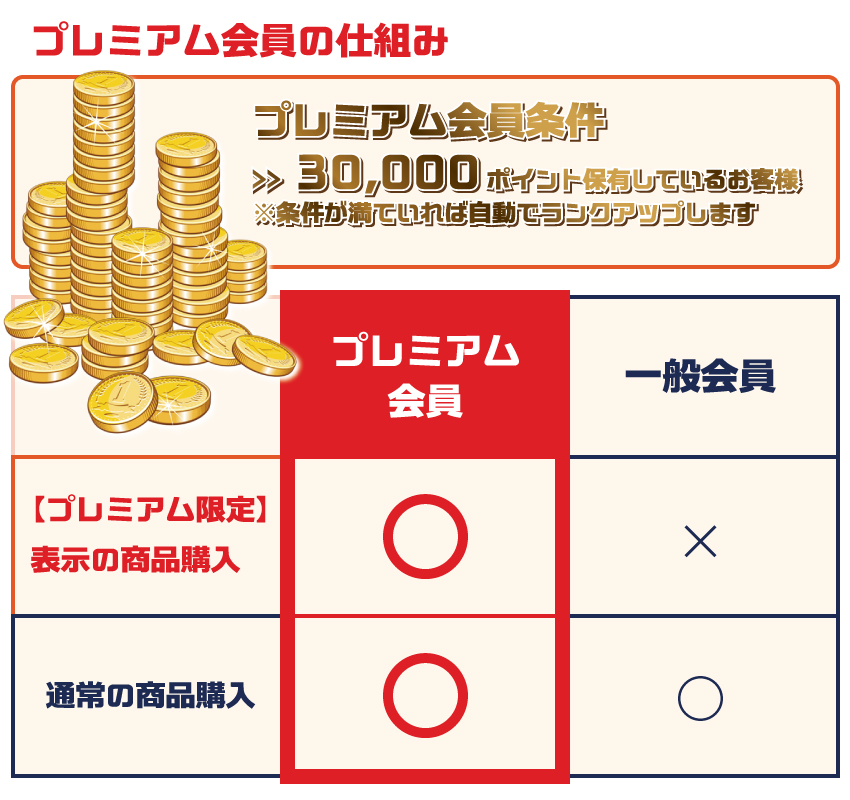 プレミアム会員の仕組み
プレミアム会員条件
>> 30,000 ポイント保有しているお客様
※条件が満ていれば自動でランクアップします
プレミアム
会員
一般会員
【プレミアム限定】
表示の商品購入
○
×
通常の商品購入
○
○